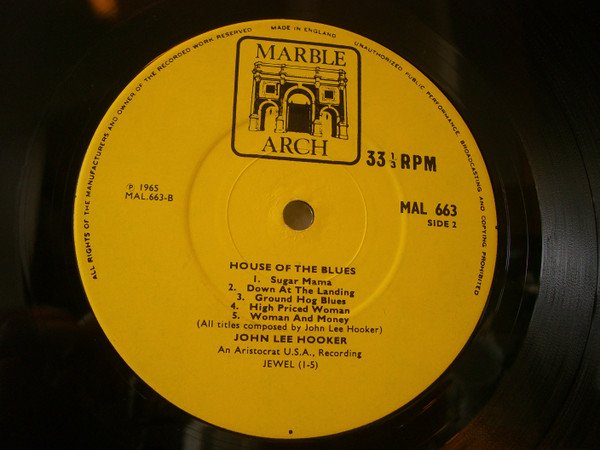 ALL RIGHTS OF THE MANUFACTURERS AND OWNER OF THE RECORDED WORK RESERVED
MADE IN ENGLAND
UNAUTHORIZED PUBLIC PERFORMANCE BROADCASTING AND COPYING PROHIBITED
MARBLE
ARCH
33⅓ RPM
℗ 1965
MAL.663-B
MAL 663
SIDE 2
HOUSE OF THE BLUES
1. Sugar Mama
2. Down At The Landing
3. Ground Hog Blues
4. High Priced Woman
5. Woman And Money
(All titles composed by John Lee Hooker)
JOHN LEE HOOKER
An Aristocrat U.S.A., Recording
JEWEL (1-5)